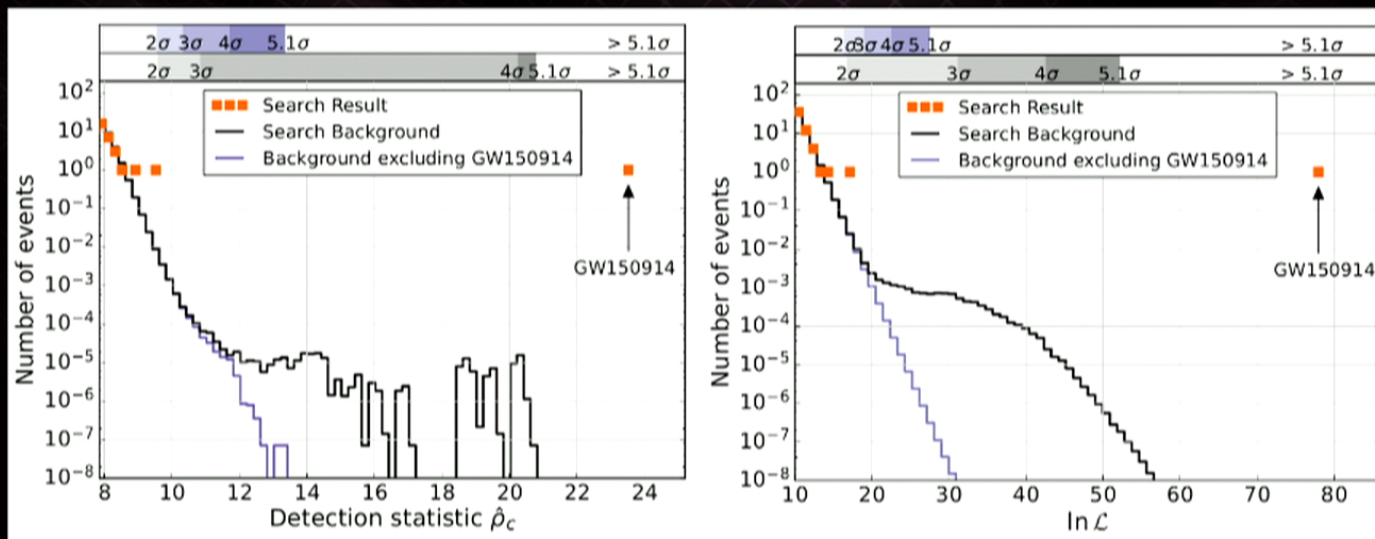 2σ 3σ 4σ 5.1σ > 5.1σ
2σ 3σ 4σ 5.1σ > 5.1σ
Search Result
Search Background
Background excluding GW150914
GW150914
10² 
10¹
10⁰
10⁻¹
10⁻²
10⁻³
10⁻⁴
10⁻⁵
10⁻⁶
10⁻⁷
10⁻⁸
Number of events
8 10 12 14 16 18 20 22 24
Detection statistic ρ̂c
2σ 3σ 4σ 5.1σ > 5.1σ
2σ 3σ 4σ 5.1σ > 5.1σ
Search Result
Search Background
Background excluding GW150914
GW150914
10²
10¹
10⁰
10⁻¹
10⁻²
10⁻³
10⁻⁴
10⁻⁵
10⁻⁶
10⁻⁷
10⁻⁸
Number of events
10 20 30 40 50 60 70 80
ln ℒ